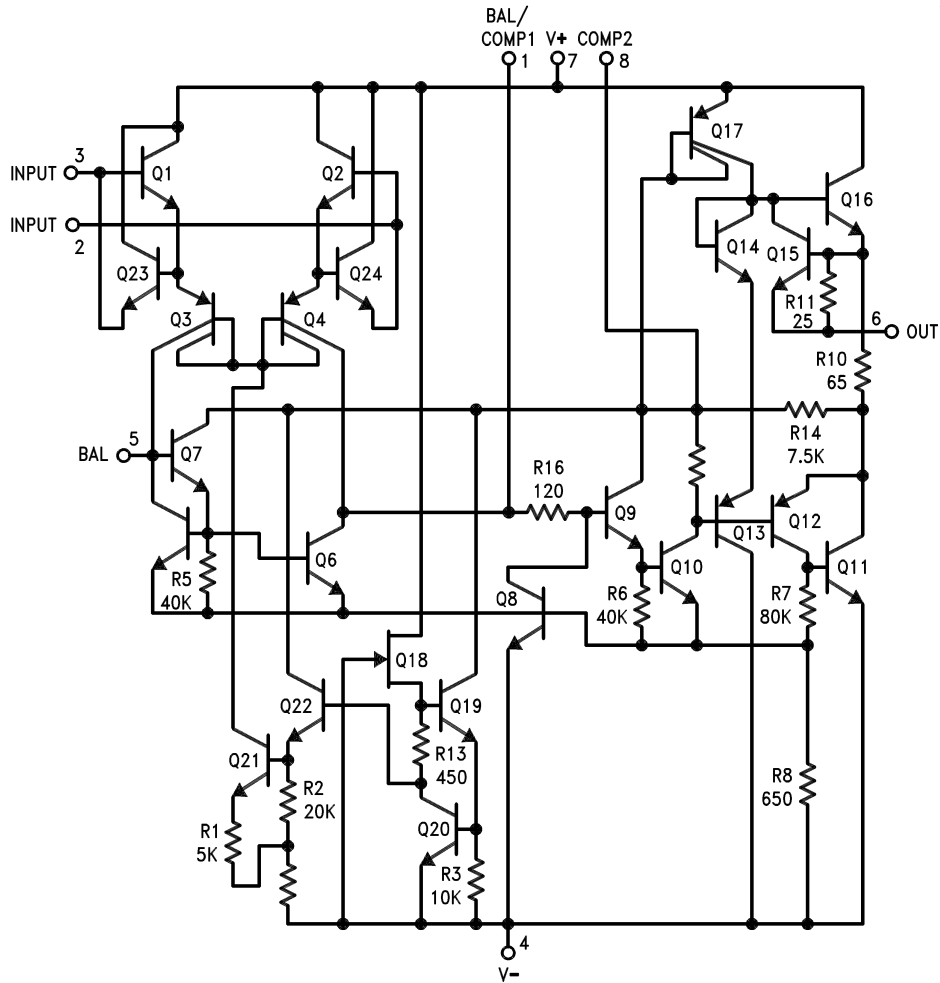 BAL/
COMP1 V+ COMP2
1 7 8
Q17
3
INPUT Q1 Q2
Q16
INPUT
2
Q14 Q15
Q23 Q24
R11
25
6
OUT
Q3 Q4
R10
65
5
BAL Q7
R14
7.5K
R16
120
Q9
Q13 Q12
Q6 Q10 Q11
R5
40K
Q8
R6
40K
R7
80K
Q18
Q22 Q19
Q21
R13
450
R2
20K
R8
650
R1
5K
Q20
R3
10K
4
V-